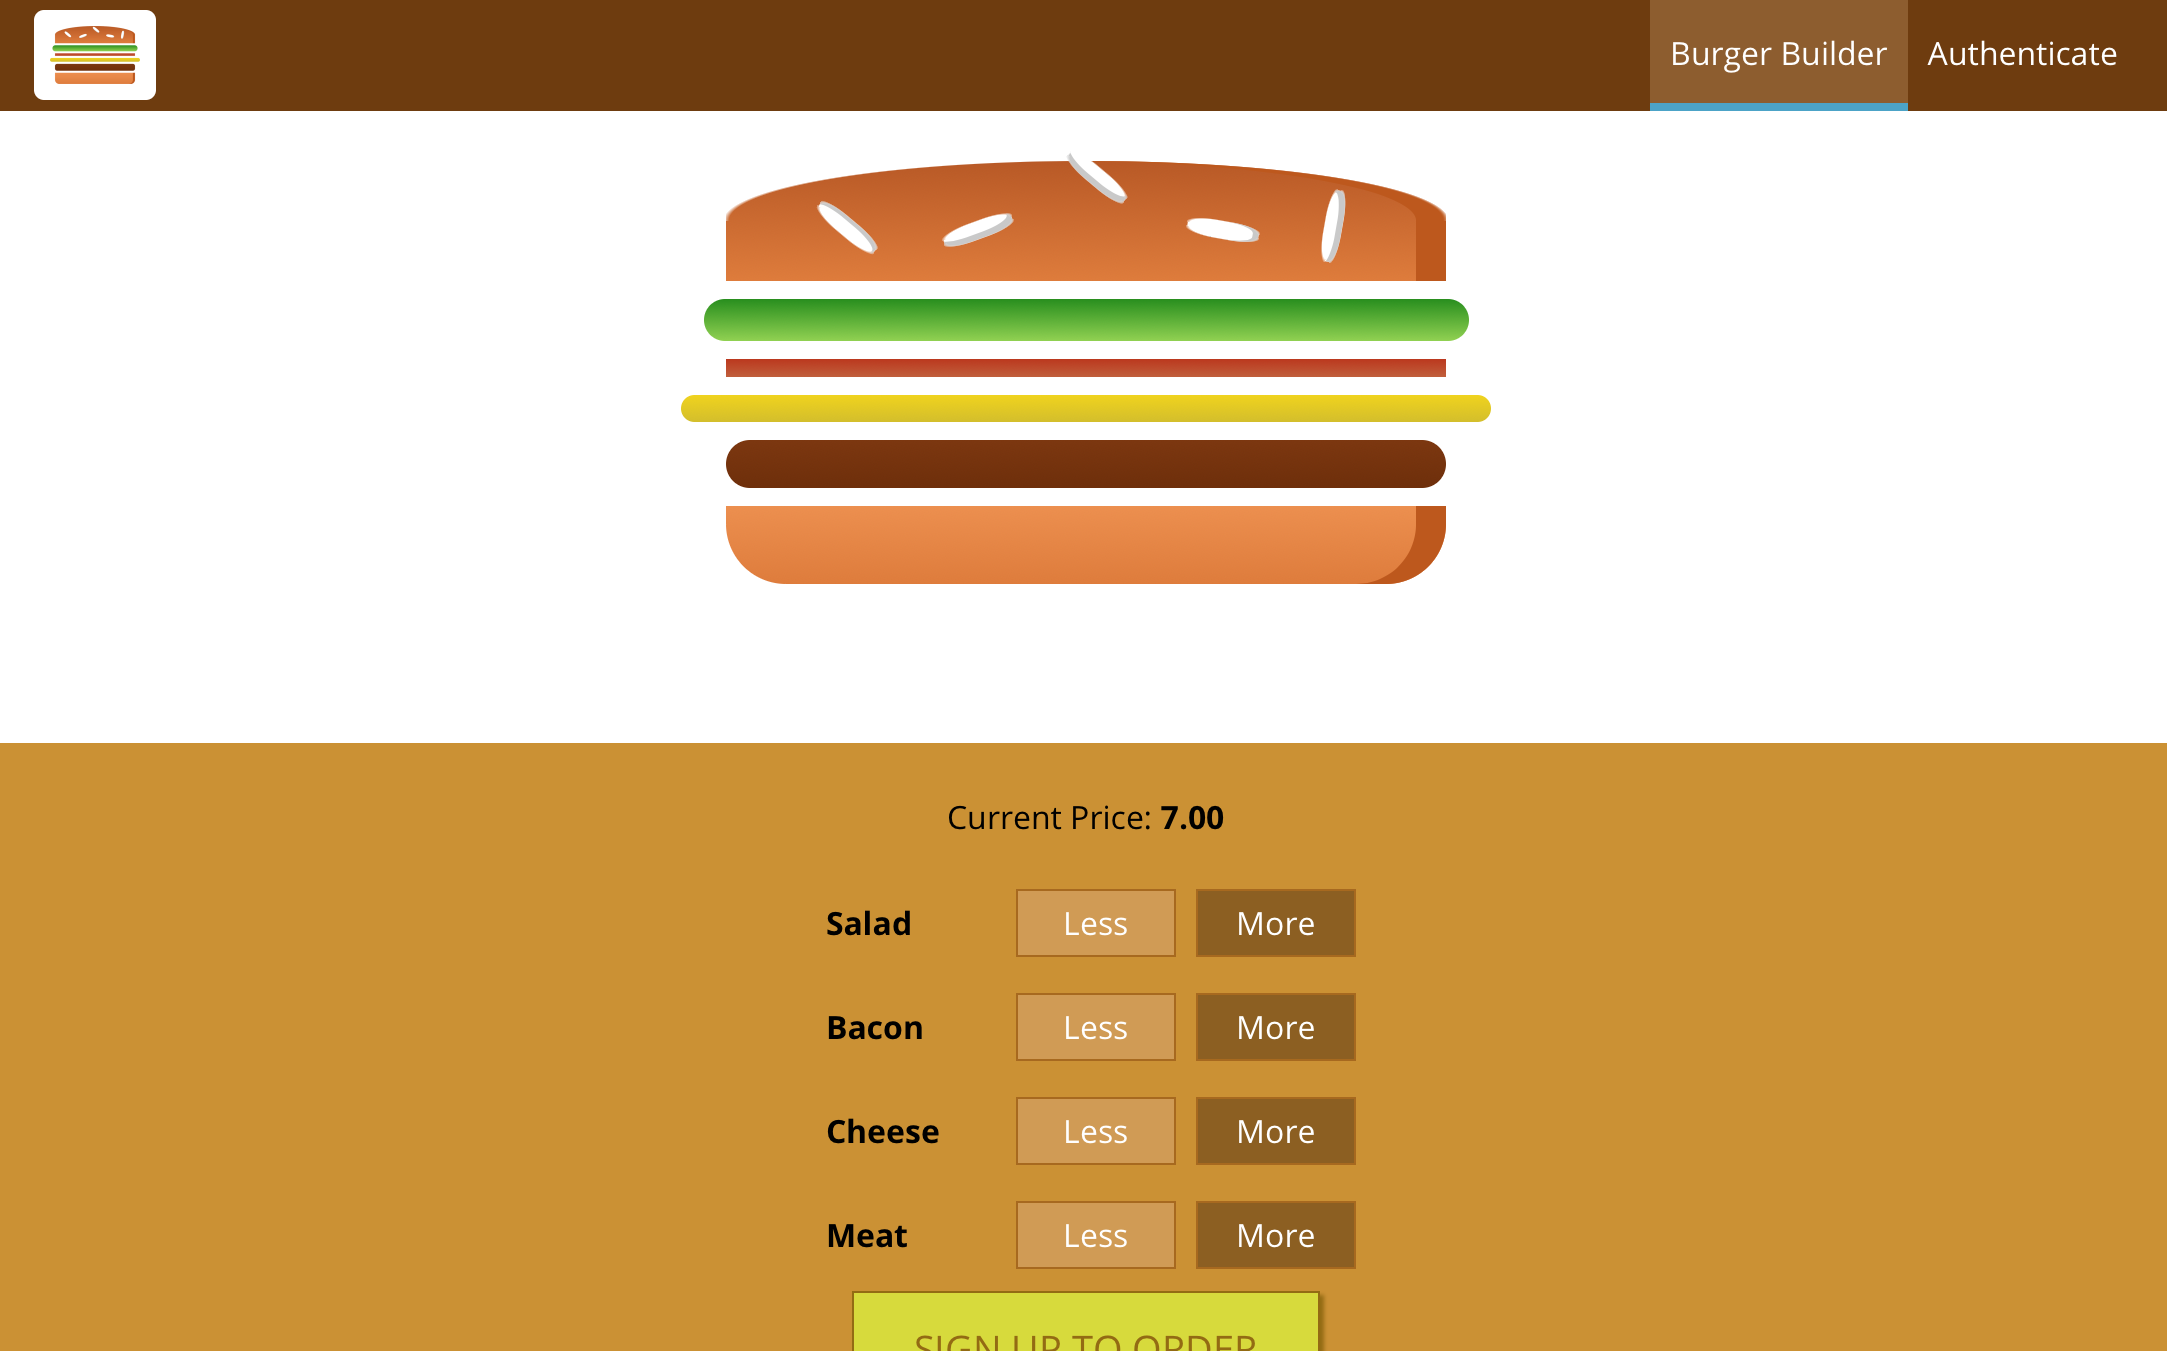 Burger Builder Authenticate
Current Price: 7.00
Salad Less More
Bacon Less More
Cheese Less More
Meat Less More
SIGN UP TO ORDER